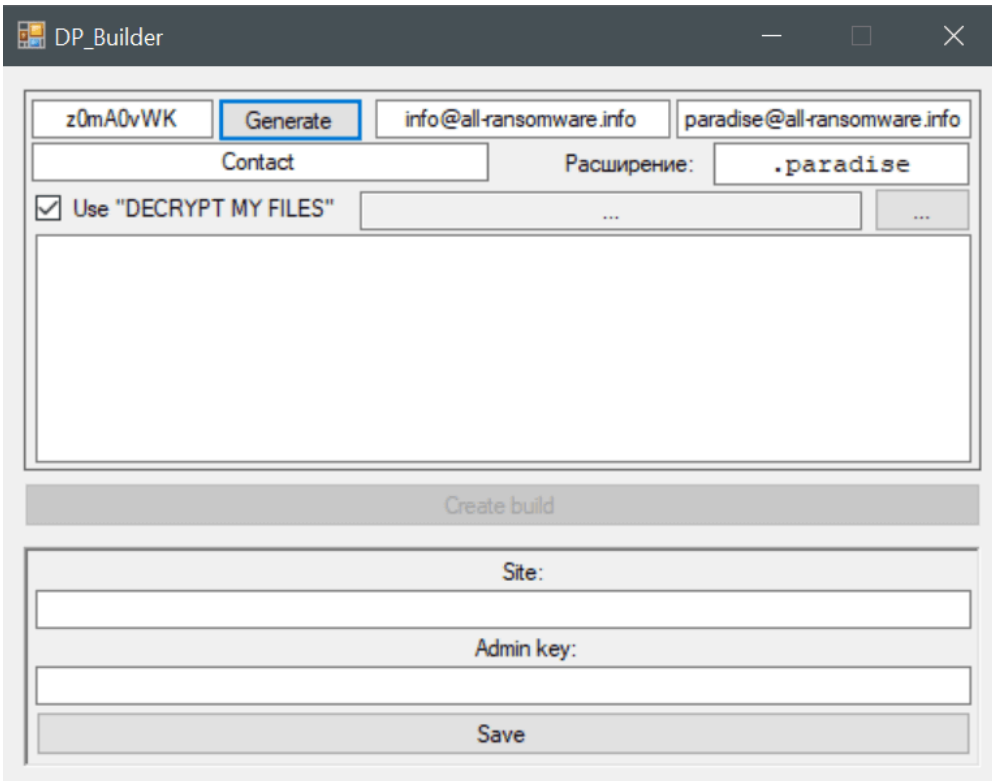 DP_Builder
z0mA0vWK Generate info@all-ransomware.info paradise@all-ransomware.info
Contact Расширение: .paradise
Use "DECRYPT MY FILES" ... ...
Create build
Site:
Admin key:
Save